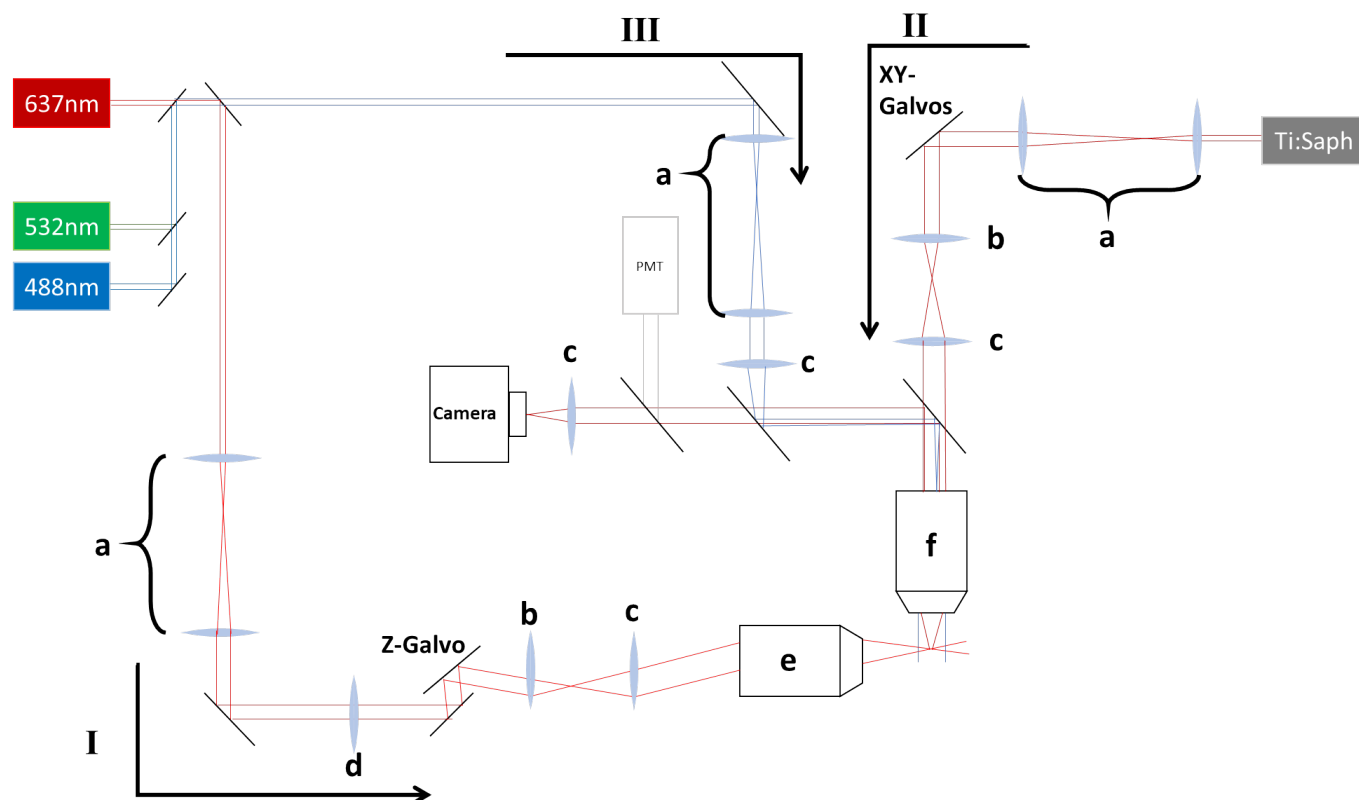 III
II
XY-
Galvos
637nm
Ti:Saph
a
a
532nm
PMT
b
488nm
c
c
c
Camera
a
f
b
c
Z-Galvo
e
I
d